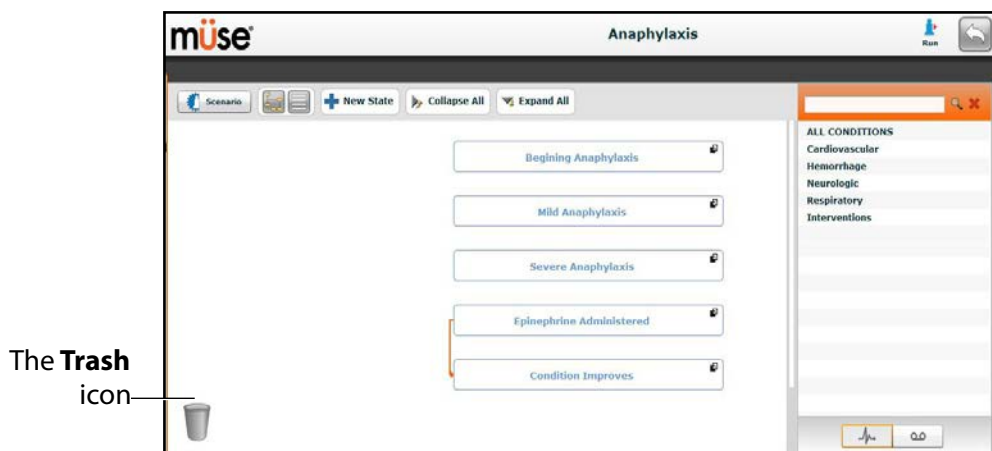 müse
Anaphylaxis
Run
Scenario
New State
Collapse All
Expand All
Begining Anaphylaxis
Mild Anaphylaxis
Severe Anaphylaxis
Epinephrine Administered
Condition Improves
ALL CONDITIONS
Cardiovascular
Hemorrhage
Neurologic
Respiratory
Interventions
The Trash
icon